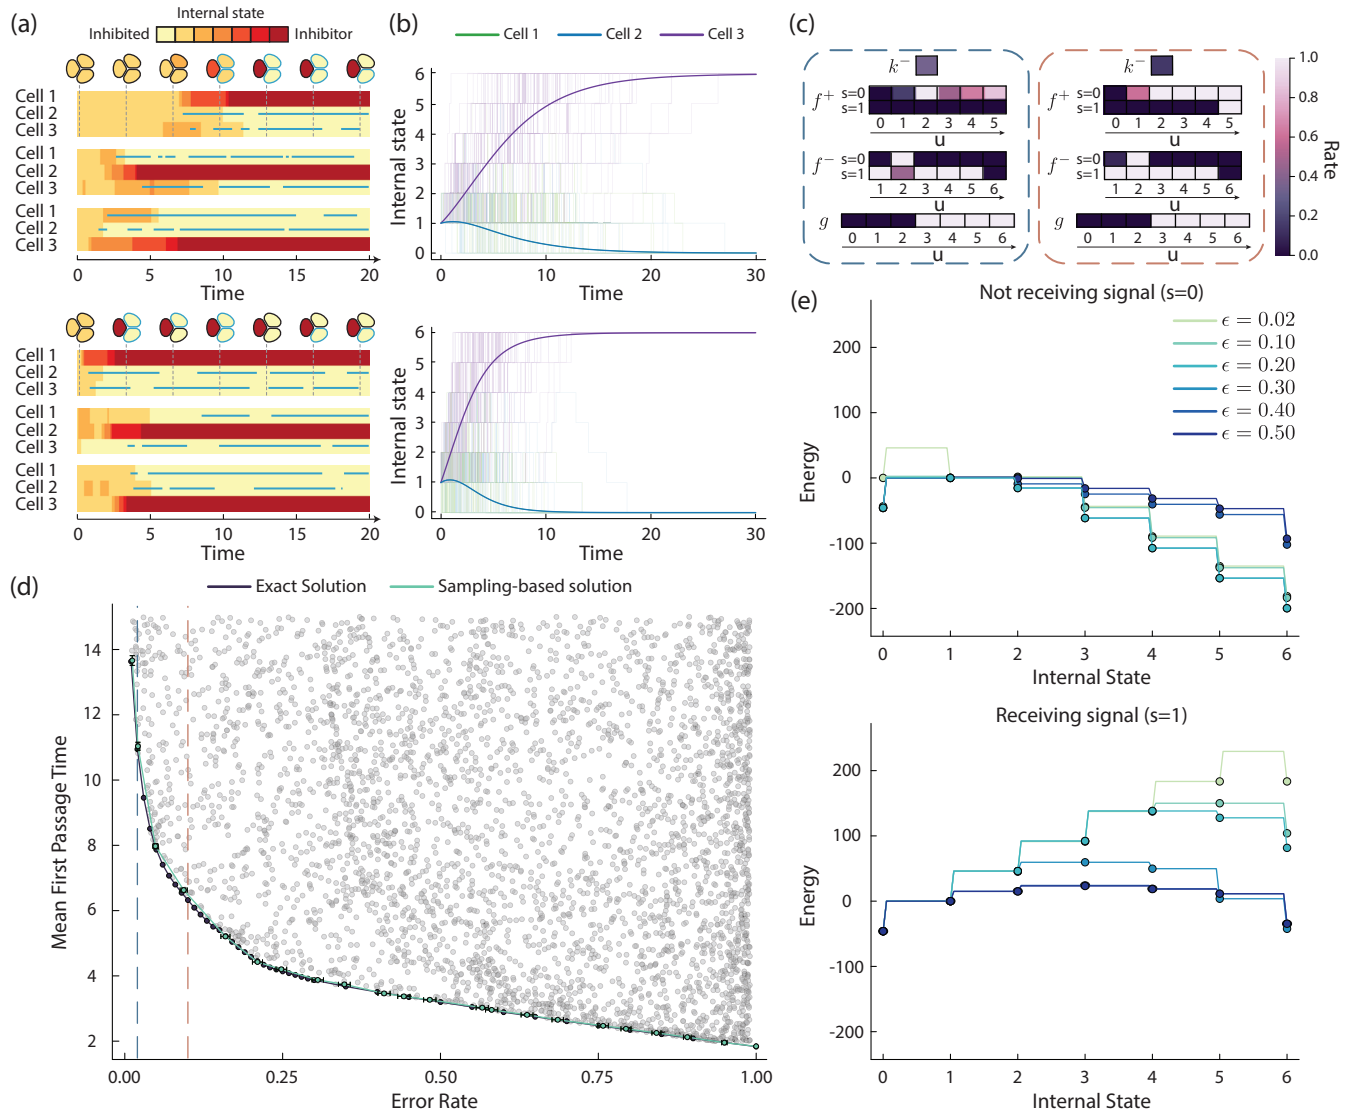 (a)
Internal state
Inhibited
Inhibitor
Cell 1
Cell 2
Cell 3
Cell 1
Cell 2
Cell 3
Cell 1
Cell 2
Cell 3
0 5 10 15 20
Time
Cell 1
Cell 2
Cell 3
Cell 1
Cell 2
Cell 3
Cell 1
Cell 2
Cell 3
0 5 10 15 20
Time
(b)
Cell 1 Cell 2 Cell 3
Internal state
6
5
4
3
2
1
0
0 10 20 30
Time
Internal state
6
5
4
3
2
1
0
0 10 20 30
Time
(c)
k⁻
f⁺ s=0
s=1
0 1 2 3 4 5
u
f⁻ s=0
s=1
1 2 3 4 5 6
u
g
0 1 2 3 4 5 6
u
k⁻
f⁺ s=0
s=1
0 1 2 3 4 5
u
f⁻ s=0
s=1
1 2 3 4 5 6
u
g
0 1 2 3 4 5 6
u
1.0
0.8
0.6
0.4
0.2
0.0
Rate
(d)
Exact Solution Sampling-based solution
Mean First Passage Time
14
12
10
8
6
4
2
0.00 0.25 0.50 0.75 1.00
Error Rate
(e)
Not receiving signal (s=0)
ϵ = 0.02
ϵ = 0.10
ϵ = 0.20
ϵ = 0.30
ϵ = 0.40
ϵ = 0.50
Energy
200
100
0
-100
-200
0 1 2 3 4 5 6
Internal State
Receiving signal (s=1)
Energy
200
100
0
-100
-200
0 1 2 3 4 5 6
Internal State